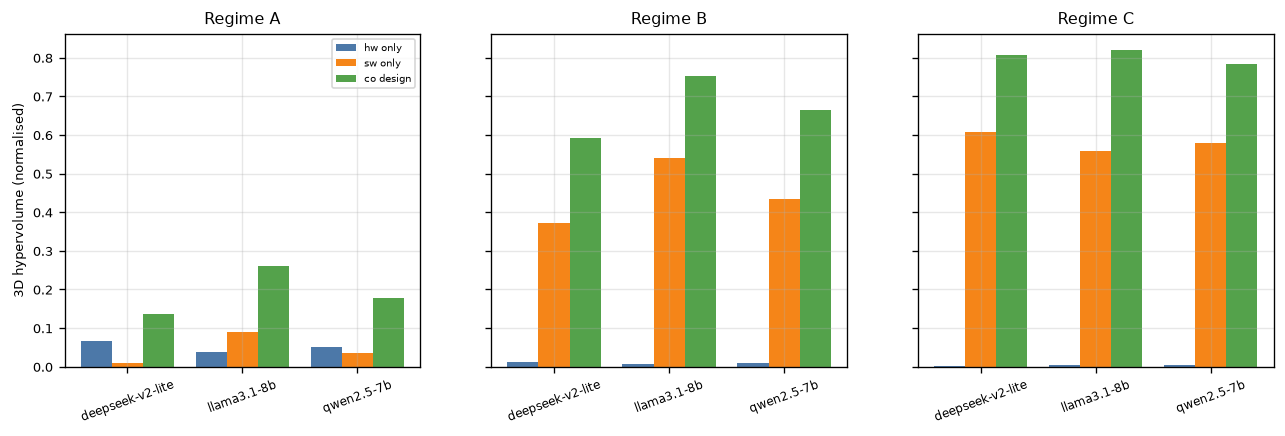 Regime A
Regime B
Regime C
3D hypervolume (normalised)
0.8
0.7
0.6
0.5
0.4
0.3
0.2
0.1
0.0
hw only
sw only
co design
deepseek-v2-lite
llama3.1-8b
qwen2.5-7b
deepseek-v2-lite
llama3.1-8b
qwen2.5-7b
deepseek-v2-lite
llama3.1-8b
qwen2.5-7b